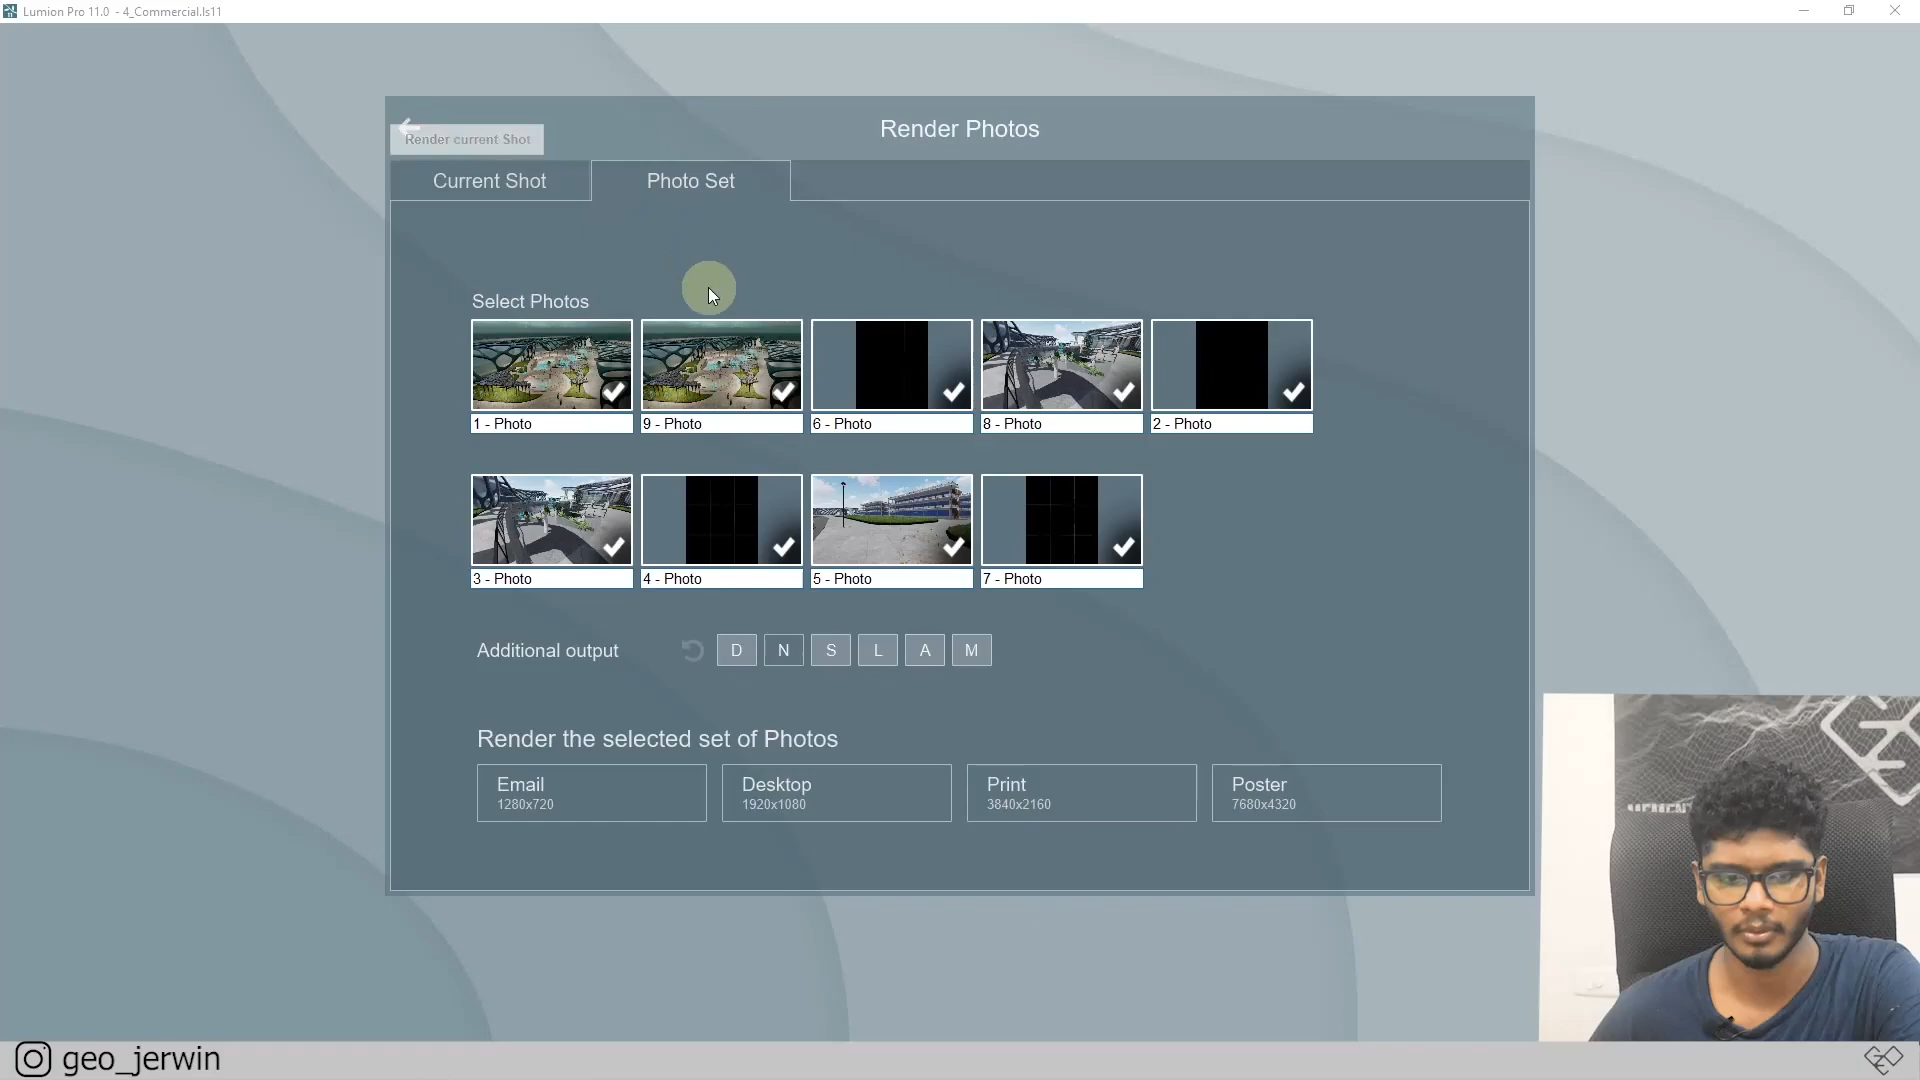 Lumion Pro 11.0 - 4_Commercial.ls11
Render Photos
Render current Shot
Current Shot
Photo Set
Select Photos
1 - Photo
9 - Photo
6 - Photo
8 - Photo
2 - Photo
3 - Photo
4 - Photo
5 - Photo
7 - Photo
Additional output
D N S L A M
Render the selected set of Photos
Email
1280x720
Desktop
1920x1080
Print
3840x2160
Poster
7680x4320
geo_jerwin